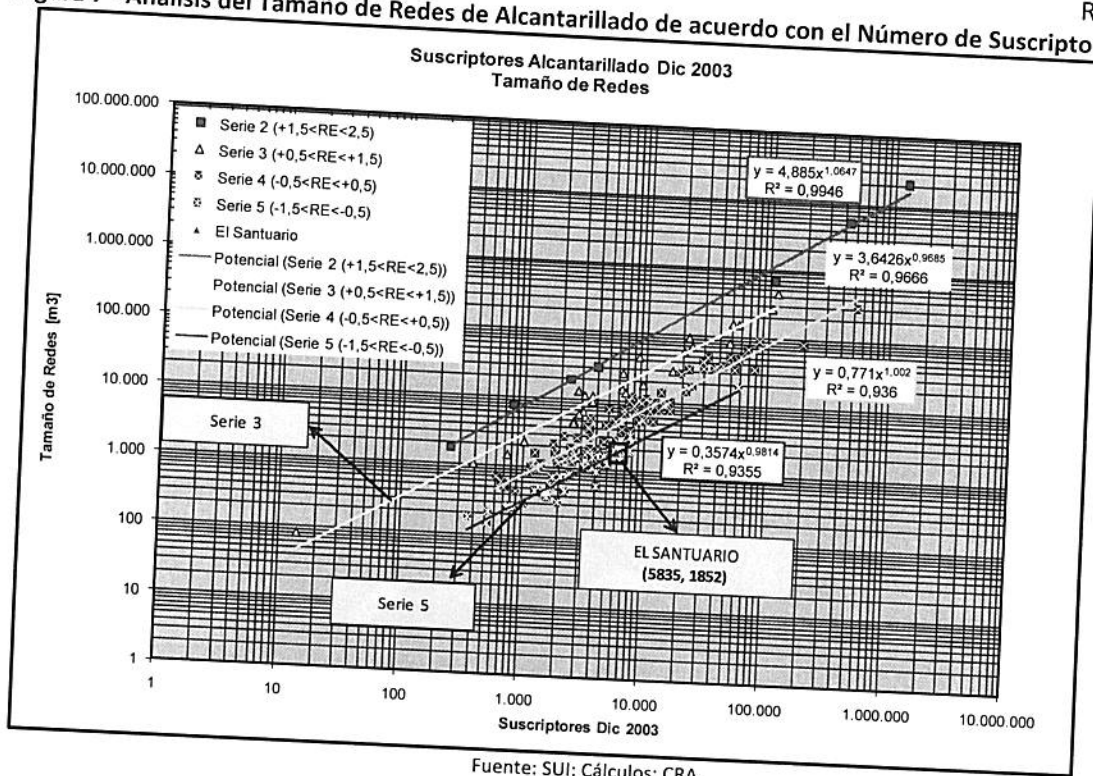 Análisis del Tamaño de Redes de Alcantarillado de acuerdo con el Número de
R
Suscriptores Alcantarillado Dic 2003
Tamaño de Redes
100.000.000
10.000.000
1.000.000
100.000
10.000
1.000
100
10
1
Tamaño de Redes [m3]
Serie 2 (+1,5<RE<2,5)
Serie 3 (+0,5<RE<+1,5)
Serie 4 (-0,5<RE<+0,5)
Serie 5 (-1,5<RE<-0,5)
El Santuario
Potencial (Serie 2 (+1,5<RE<2,5))
Potencial (Serie 3 (+0,5<RE<+1,5))
Potencial (Serie 4 (-0,5<RE<+0,5))
Potencial (Serie 5 (-1,5<RE<-0,5))
y = 4,885x^1,0647
R² = 0,9946
y = 3,6426x^0,9685
R² = 0,9666
y = 0,771x^1,002
R² = 0,936
y = 0,3574x^0,9814
R² = 0,9355
Serie 3
EL SANTUARIO
(5835, 1852)
Serie 5
1 10 100 1.000 10.000 100.000 1.000.000 10.000.000
Suscriptores Dic 2003
Fuente: SUI; Cálculos: CRA